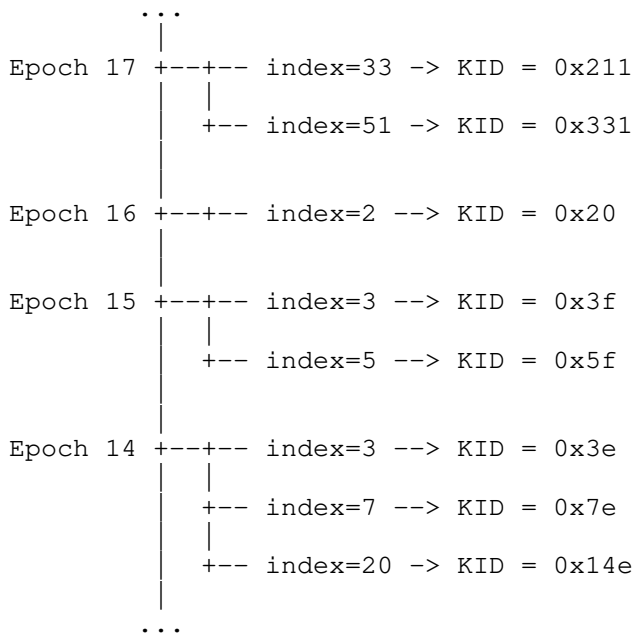 ...
Epoch 17 +--+-- index=33 -> KID = 0x211
+-- index=51 -> KID = 0x331
Epoch 16 +--+-- index=2 --> KID = 0x20
Epoch 15 +--+-- index=3 --> KID = 0x3f
+-- index=5 --> KID = 0x5f
Epoch 14 +--+-- index=3 --> KID = 0x3e
+-- index=7 --> KID = 0x7e
+-- index=20 -> KID = 0x14e
...